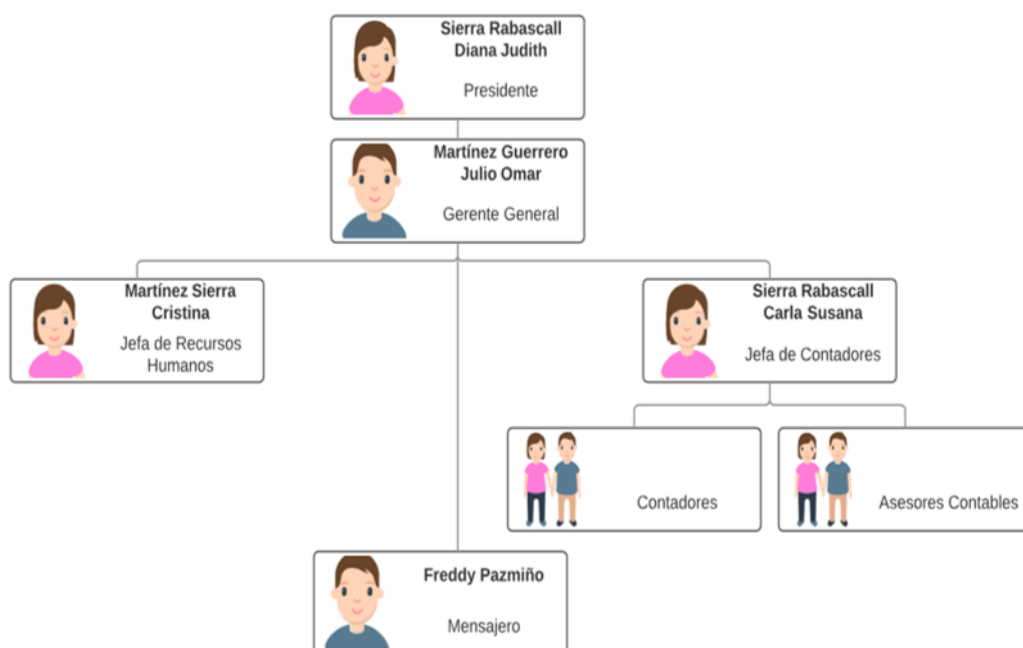 Sierra Rabascall
Diana Judith
Presidente
Martínez Guerrero
Julio Omar
Gerente General
Martínez Sierra
Cristina
Jefa de Recursos
Humanos
Sierra Rabascall
Carla Susana
Jefa de Contadores
Contadores
Asesores Contables
Freddy Pazmiño
Mensajero